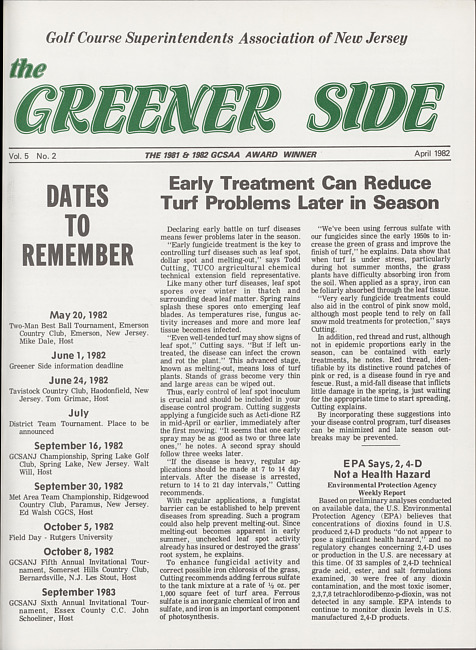 Golf Course Superintendents Association of New Jersey
the
GREENER SIDE
Vol. 5 No. 2
THE 1981 & 1982 GCSAA AWARD WINNER
April 1982
DATES
TO
REMEMBER
May 20, 1982
Two-Man Best Ball Tournament, Emerson
Country Club, Emerson, New Jersey.
Mike Dale, Host
June 1, 1982
Greener Side information deadline
June 24, 1982
Tavistock Country Club, Haodonfield, New
Jersey. Tom Grimac, Host
July
District Team Tournament. Place to be
announced
September 16, 1982
GCSANJ Championship, Spring Lake Golf
Club, Spring Lake, New Jersey. Walt
Will, Host
September 30, 1982
Met Area Team Championship, Ridgewood
Country Club, Paramus, New Jersey.
Ed Walsh CGCS, Host
October 5, 1982
Field Day - Rutgers University
October 8, 1982
GCSANJ Fifth Annual Invitational Tour-
nament, Somerset Hills Country Club,
Bernardsville, N.J. Les Stout, Host
September 1983
GCSANJ Sixth Annual Invitational Tour-
nament, Essex County C.C. John
Schoeliner, Host
Early Treatment Can Reduce
Turf Problems Later in Season
Declaring early battle on turf diseases
means fewer problems later in the season.
"Early fungicide treatment is the key to
controlling turf diseases such as leaf spot,
dollar spot and melting-out," says Todd
Cutting, TUCO agricultural chemical
technical extension field representative.
Like many other turf diseases, leaf spot
spores over winter in thatch and
surrounding dead leaf matter. Spring rains
splash these spores onto emerging leaf
blades. As temperatures rise, fungus ac-
tivity increases and more and more leaf
tissue becomes infected.
"Even well-tended turf may show signs of
leaf spot," Cutting says. "But if left un-
treated, the disease can infect the crown
and rot the plant." This advanced stage,
known as melting-out, means loss of turf
plants. Stands of grass become very thin
and large areas can be wiped out.
Thus, early control of leaf spot inoculum
is crucial and should be included in your
disease control program. Cutting suggests
applying a fungicide such as Acti-dione RZ
in mid-April or earlier, immediately after
the first mowing. "It seems that one early
spray may be as good as two or three late
ones," he notes. A second spray should
follow three weeks later.
"If the disease is heavy, regular ap-
plications should be made at 7 to 14 day
intervals. After the disease is arrested,
return to 14 to 21 day intervals," Cutting
recommends.
With regular applications, a fungistat
barrier can be established to help prevent
diseases from spreading. Such a program
could also help prevent melting-out. Since
melting-out becomes apparent in early
summer, unchecked leaf spot activity
already has insured or destroyed the grass'
root system, he explains.
To enhance fungicidal activity and
correct possible iron chlorosis of the grass,
Cutting recommends adding ferrous sulfate
to the tank mixture at a rate of ½ oz. per
1,000 square feet of turf area. Ferrous
sulfate is an inorganic chemical of iron and
sulfate, and iron is an important component
of photosynthesis.
"We've been using ferrous sulfate with
our fungicides since the early 1950s to in-
crease the green of grass and improve the
finish of turf," he explains. Data show that
when turf is under stress, particularly
during hot summer months, the grass
plants have difficulty absorbing iron from
the soil. When applied as a spray, iron can
be foliarly absorbed through the leaf tissue.
"Very early fungicide treatments could
also aid in the control of pink snow mold,
although most people tend to rely on fall
snow mold treatments for protection," says
Cutting.
In addition, red thread and rust, although
not in epidemic proportions early in the
season, can be contained with early
treatments, he notes. Red thread, iden-
tifiable by its distinctive round patches of
pink or red, is a disease found in rye and
fescue. Rust, a mid-fall disease that inflicts
little damage in the spring, is just waiting
for the appropriate time to start spreading,
Cutting explains.
By incorporating these suggestions into
your disease control program, turf diseases
can be minimized and late season out-
breaks may be prevented.
EPA Says, 2, 4-D
Not a Health Hazard
Environmental Protection Agency
Weekly Report
Based on preliminary analyses conducted
on available data, the U.S. Environmental
Protection Agency (EPA) believes that
concentrations of dioxins found in U.S.
produced 2,4-D products "do not appear to
pose a significant health hazard," and no
regulatory changes concerning 2,4-D uses
or production in the U.S. are necessary at
this time. Of 33 samples of 2,4-D technical
grade acid, ester, and salt formulations
examined, 30 were free of any dioxin
contamination, and the most toxic isomer,
2,3,7,8 tetrachlorodibenzo-p-dioxin, was not
detected in any sample. EPA intends to
continue to monitor dioxin levels in U.S.
manufactured 2,4-D products.